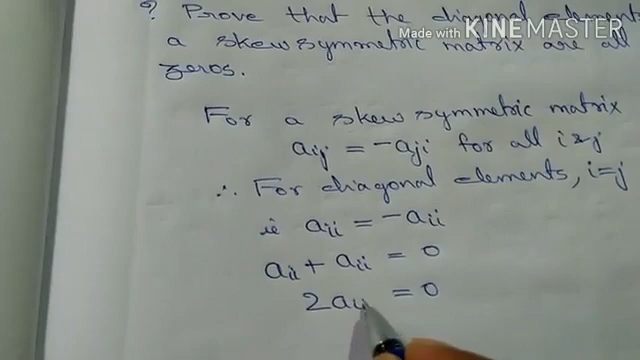 ? Prove that the diagonal elements
Made with KINEMASTER
a skew symmetric matrix are all
zeros.
For a skew symmetric matrix
aij = -aji for all i & j
∴ For diagonal elements, i=j
ie aii = -aii
aii + aii = 0
2aii = 0